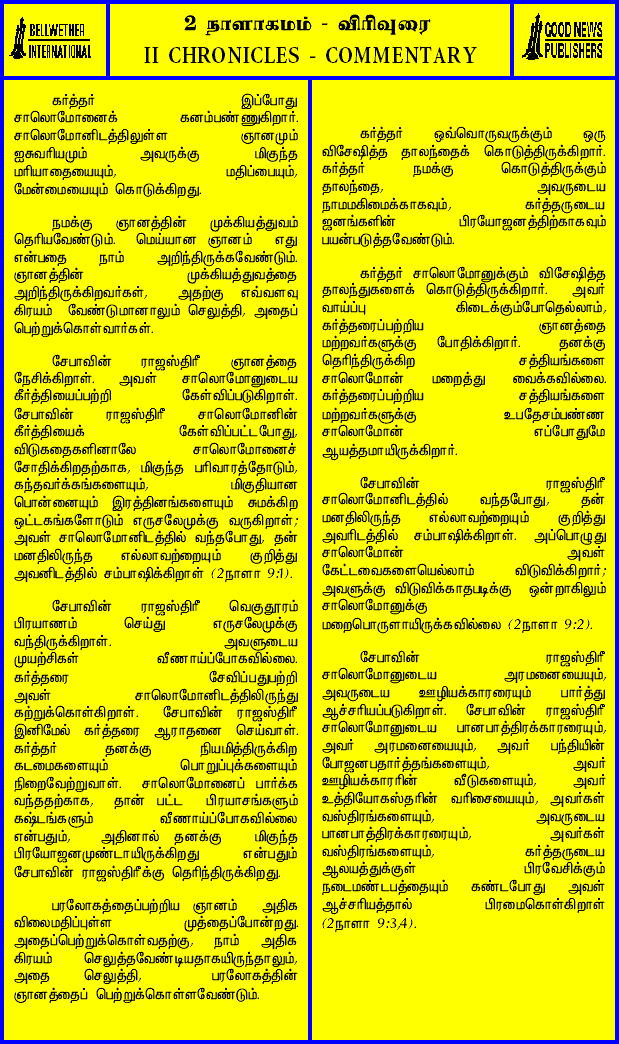 BELLWETHER
INTERNATIONAL
2 நாளாகமம் - விரிவுரை
II CHRONICLES - COMMENTARY
GOOD NEWS
PUBLISHERS
கர்த்தர் இப்போது
சாலொமோனைக் கனம்பண்ணுகிறார்.
சாலொமோனிடத்திலுள்ள ஞானமும்
ஐசுவரியமும் அவருக்கு மிகுந்த
மரியாதையையும், மதிப்பையும்,
மேன்மையையும் கொடுக்கிறது.
நமக்கு ஞானத்தின் முக்கியத்துவம்
தெரியவேண்டும். மெய்யான ஞானம் எது
என்பதை நாம் அறிந்திருக்கவேண்டும்.
ஞானத்தின் முக்கியத்துவத்தை
அறிந்திருக்கிறவர்கள், அதற்கு எவ்வளவு
கிரயம் வேண்டுமானாலும் செலுத்தி, அதைப்
பெற்றுக்கொள்வார்கள்.
சேபாவின் ராஜஸ்திரீ ஞானத்தை
நேசிக்கிறாள். அவள் சாலொமோனுடைய
கீர்த்தியைப்பற்றி கேள்விப்படுகிறாள்.
சேபாவின் ராஜஸ்திரீ சாலொமோனின்
கீர்த்தியைக் கேள்விப்பட்டபோது,
விடுகதைகளினாலே சாலொமோனைச்
சோதிக்கிறதற்காக, மிகுந்த பரிவாரத்தோடும்,
கந்தவர்க்கங்களையும், மிகுதியான
பொன்னையும் இரத்தினங்களையும் சுமக்கிற
ஒட்டகங்களோடும் எருசலேமுக்கு வருகிறாள்;
அவள் சாலொமோனிடத்தில் வந்தபோது, தன்
மனதிலிருந்த எல்லாவற்றையும் குறித்து
அவனிடத்தில் சம்பாஷிக்கிறாள் (2நாளா 9:1).
சேபாவின் ராஜஸ்திரீ வெகுதூரம்
பிரயாணம் செய்து எருசலேமுக்கு
வந்திருக்கிறாள். அவளுடைய
முயற்சிகள் வீணாய்ப்போகவில்லை.
கர்த்தரை சேவிப்பதுபற்றி
அவள் சாலொமோனிடத்திலிருந்து
கற்றுக்கொள்கிறாள். சேபாவின் ராஜஸ்திரீ
இனிமேல் கர்த்தரை ஆராதனை செய்வாள்.
கர்த்தர் தனக்கு நியமித்திருக்கிற
கடமைகளையும் பொறுப்புக்களையும்
நிறைவேற்றுவாள். சாலொமோனைப் பார்க்க
வந்ததற்காக, தான் பட்ட பிரயாசங்களும்
கஷ்டங்களும் வீணாய்ப்போகவில்லை
என்பதும், அதினால் தனக்கு மிகுந்த
பிரயோஜனமுண்டாயிருக்கிறது என்பதும்
சேபாவின் ராஜஸ்திரீக்கு தெரிந்திருக்கிறது.
பரலோகத்தைப்பற்றிய ஞானம் அதிக
விலைமதிப்புள்ள முத்தைப்போன்றது.
அதைப்பெற்றுக்கொள்வதற்கு, நாம் அதிக
கிரயம் செலுத்தவேண்டியதாகயிருந்தாலும்,
அதை செலுத்தி, பரலோகத்தின்
ஞானத்தைப் பெற்றுக்கொள்ளவேண்டும்.
கர்த்தர் ஒவ்வொருவருக்கும் ஒரு
விசேஷித்த தாலந்தைக் கொடுத்திருக்கிறார்.
கர்த்தர் நமக்கு கொடுத்திருக்கும்
தாலந்தை, அவருடைய
நாமமகிமைக்காகவும், கர்த்தருடைய
ஜனங்களின் பிரயோஜனத்திற்காகவும்
பயன்படுத்தவேண்டும்.
கர்த்தர் சாலொமோனுக்கும் விசேஷித்த
தாலந்துகளைக் கொடுத்திருக்கிறார். அவர்
வாய்ப்பு கிடைக்கும்போதெல்லாம்,
கர்த்தரைப்பற்றிய ஞானத்தை
மற்றவர்களுக்கு போதிக்கிறார். தனக்கு
தெரிந்திருக்கிற சத்தியங்களை
சாலொமோன் மறைத்து வைக்கவில்லை.
கர்த்தரைப்பற்றிய சத்தியங்களை
மற்றவர்களுக்கு உபதேசம்பண்ண
சாலொமோன் எப்போதுமே
ஆயத்தமாயிருக்கிறார்.
சேபாவின் ராஜஸ்திரீ
சாலொமோனிடத்தில் வந்தபோது, தன்
மனதிலிருந்த எல்லாவற்றையும் குறித்து
அவரிடத்தில் சம்பாஷிக்கிறாள். அப்பொழுது
சாலொமோன் அவள்
கேட்டவைகளையெல்லாம் விடுவிக்கிறார்;
அவளுக்கு விடுவிக்காதபடிக்கு ஒன்றாகிலும்
சாலொமோனுக்கு
மறைபொருளாயிருக்கவில்லை (2நாளா 9:2).
சேபாவின் ராஜஸ்திரீ
சாலொமோனுடைய அரமனையையும்,
அவருடைய ஊழியக்காரரையும் பார்த்து
ஆச்சரியப்படுகிறாள். சேபாவின் ராஜஸ்திரீ
சாலொமோனுடைய பானபாத்திரக்காரரையும்,
அவர் அரமனையையும், அவர் பந்தியின்
போஜனபதார்த்தங்களையும், அவர்
ஊழியக்காரரின் வீடுகளையும், அவர்
உத்தியோகஸ்தரின் வரிசையையும், அவர்கள்
வஸ்திரங்களையும், அவருடைய
பானபாத்திரக்காரரையும், அவர்கள்
வஸ்திரங்களையும், கர்த்தருடைய
ஆலயத்துக்குள் பிரவேசிக்கும்
நடைமண்டபத்தையும் கண்டபோது அவள்
ஆச்சரியத்தால் பிரமைகொள்கிறாள்
(2நாளா 9:3,4).